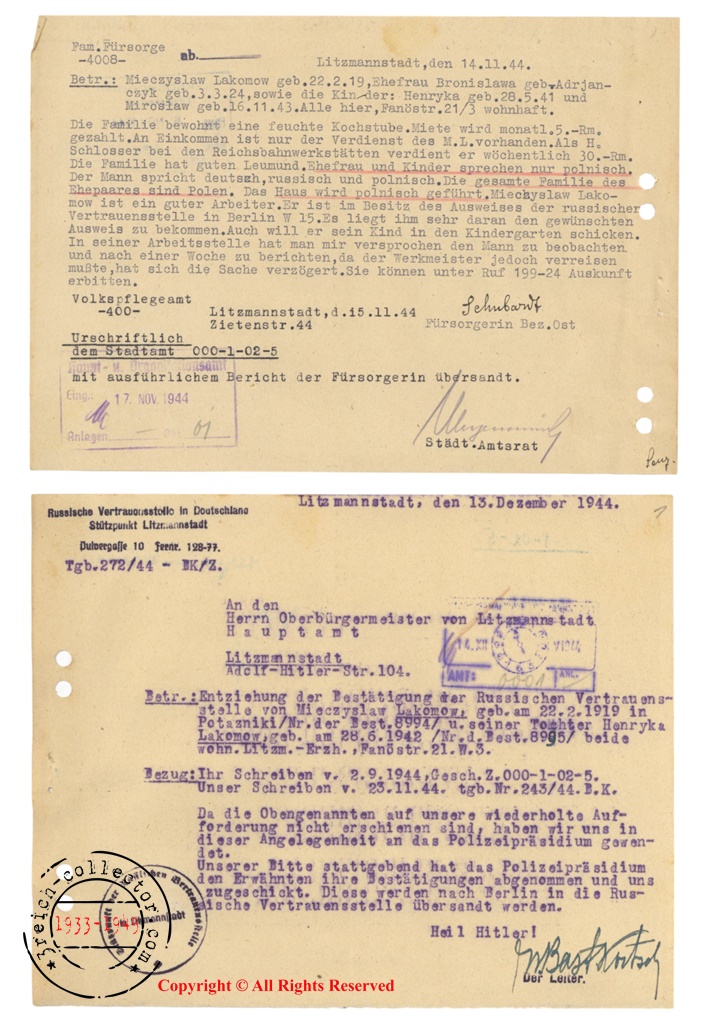 Fam.Fürsorge
-4008-
ab.
Litzmannstadt,den 14.11.44.
Betr.: Mieczyslaw Lakomow geb.22.2.19,Ehefrau Bronislawa geb.Adrjan-
czyk geb.3.3.24,sowie die Kinder: Henryka geb.28.5.41 und
Miroslaw geb.16.11.43.Alle hier,Fanöstr.21/3 wohnhaft.
Die Familie bewohnt eine feuchte Kochstube.Miete wird monatl.5.-Rm.
gezahlt.An Einkommen ist nur der Verdienst des M.L.vorhanden.Als H.
Schlosser bei den Reichsbahnwerkstätten verdient er wöchentlich 30.-Rm.
Die Familie hat guten Leumund.Ehefrau und Kinder sprechen nur polnisch.
Der Mann spricht deutsch,russisch und polnisch.Die gesamte Familie des
Ehepaares sind Polen. Das Haus wird polnisch geführt.Mieczyslaw Lako-
mow ist ein guter Arbeiter.Er ist im Besitz des Ausweises der russischer
Vertrauensstelle in Berlin W 15.Es liegt ihm sehr daran den gewünschten
Ausweis zu bekommen.Auch will er sein Kind in den Kindergarten schicken.
In seiner Arbeitsstelle hat man mir versprochen den Mann zu beobachten
und nach einer Woche zu berichten,da der Werkmeister jedoch verreisen
mußte,hat sich die Sache verzögert.Sie können unter Ruf 199-24 Auskunft
erbitten.
Volkspflegeamt
-400-
Litzmannstadt,d.15.11.44
Zietenstr.44
Schubardt
Fürsorgerin Bez.Ost
Urschriftlich
dem Stadtamt 000-1-02-5
mit ausführlichem Bericht der Fürsorgerin übersandt.
Eing.: 17. NOV. 1944
Anlagen 01
Städt.Amtsrat
Russische Vertrauensstelle in Deutschland
Stützpunkt Litzmannstadt
Dulvergasse 10 Fernr. 128-77.
Tgb.272/44 - BK/Z.
Litzmannstadt, den 13.Dezember 1944.
1
An den
Herrn Oberbürgermeister von Litzmannstadt
H a u p t a m t
Litzmannstadt
Adolf-Hitler-Str.104.
14.XII 1944
AMT: 0001 ANL.
Betr.:Entziehung der Bestätigung der Russischen Vertrauens-
stelle von Mieczyslaw Lakomow, geb.am 22.2.1919 in
Potazniki/Nr.der Best.8994/ u.seiner Tochter Henryka
Lakomow,geb. am 28.6.1942 /Nr.d.Best.8995/ beide
wohn.Litzm.-Erzh.,Fanöstr.21.W.3.
Bezug:Ihr Schreiben v. 2.9.1944,Gesch.Z.000-1-02-5.
Unser Schreiben v. 23.11.44. tgb.Nr.243/44.B.K.
Da die Obengenannten auf unsere wiederholte Auf-
forderung nicht erschienen sind, haben wir uns in
dieser Angelegenheit an das Polizeipräsidium gewen-
det.
Unserer Bitte stattgebend hat das Polizeipräsidium
den Erwähnten ihre Bestätigungen abgenommen und uns
zugeschickt. Diese werden nach Berlin in die Rus-
sische Vertrauensstelle übersandt werden.
Heil Hitler!
Der Leiter.
3reich-collector.com
1933-1945
Litzmannstadt
Copyright © All Rights Reserved